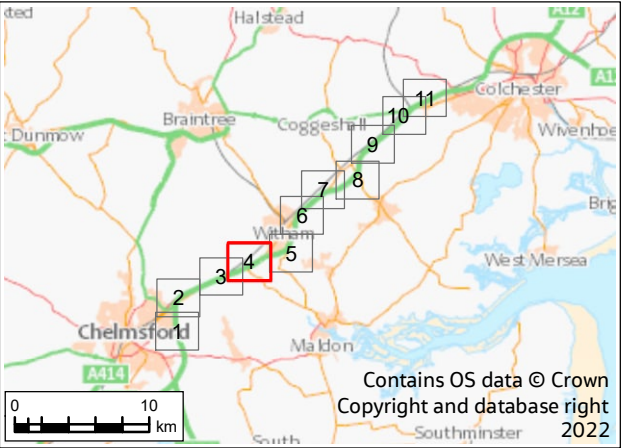 sted
Halstead
A12
11
Colchester
A1
Braintree
10
Coggeshall
t Dunmow
Wivenhoe
9
7
8
6
Brig
Witham
4
5
West Mersea
3
2
Chelmsford
1
Maldon
A414
Contains OS data © Crown
Copyright and database right
2022
0 10
km
South
Southminster